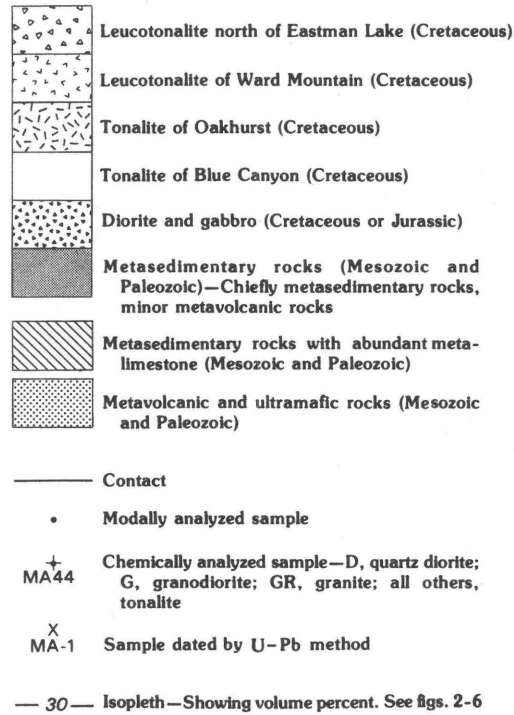 Leucotonalite north of Eastman Lake (Cretaceous)
Leucotonalite of Ward Mountain (Cretaceous)
Tonalite of Oakhurst (Cretaceous)
Tonalite of Blue Canyon (Cretaceous)
Diorite and gabbro (Cretaceous or Jurassic)
Metasedimentary rocks (Mesozoic and
Paleozoic)—Chiefly metasedimentary rocks,
minor metavolcanic rocks
Metasedimentary rocks with abundant meta-
limestone (Mesozoic and Paleozoic)
Metavolcanic and ultramafic rocks (Mesozoic
and Paleozoic)
Contact
Modally analyzed sample
MA44 Chemically analyzed sample—D, quartz diorite;
G, granodiorite; GR, granite; all others,
tonalite
X
MA-1 Sample dated by U-Pb method
— 30 — Isopleth—Showing volume percent. See figs. 2-6